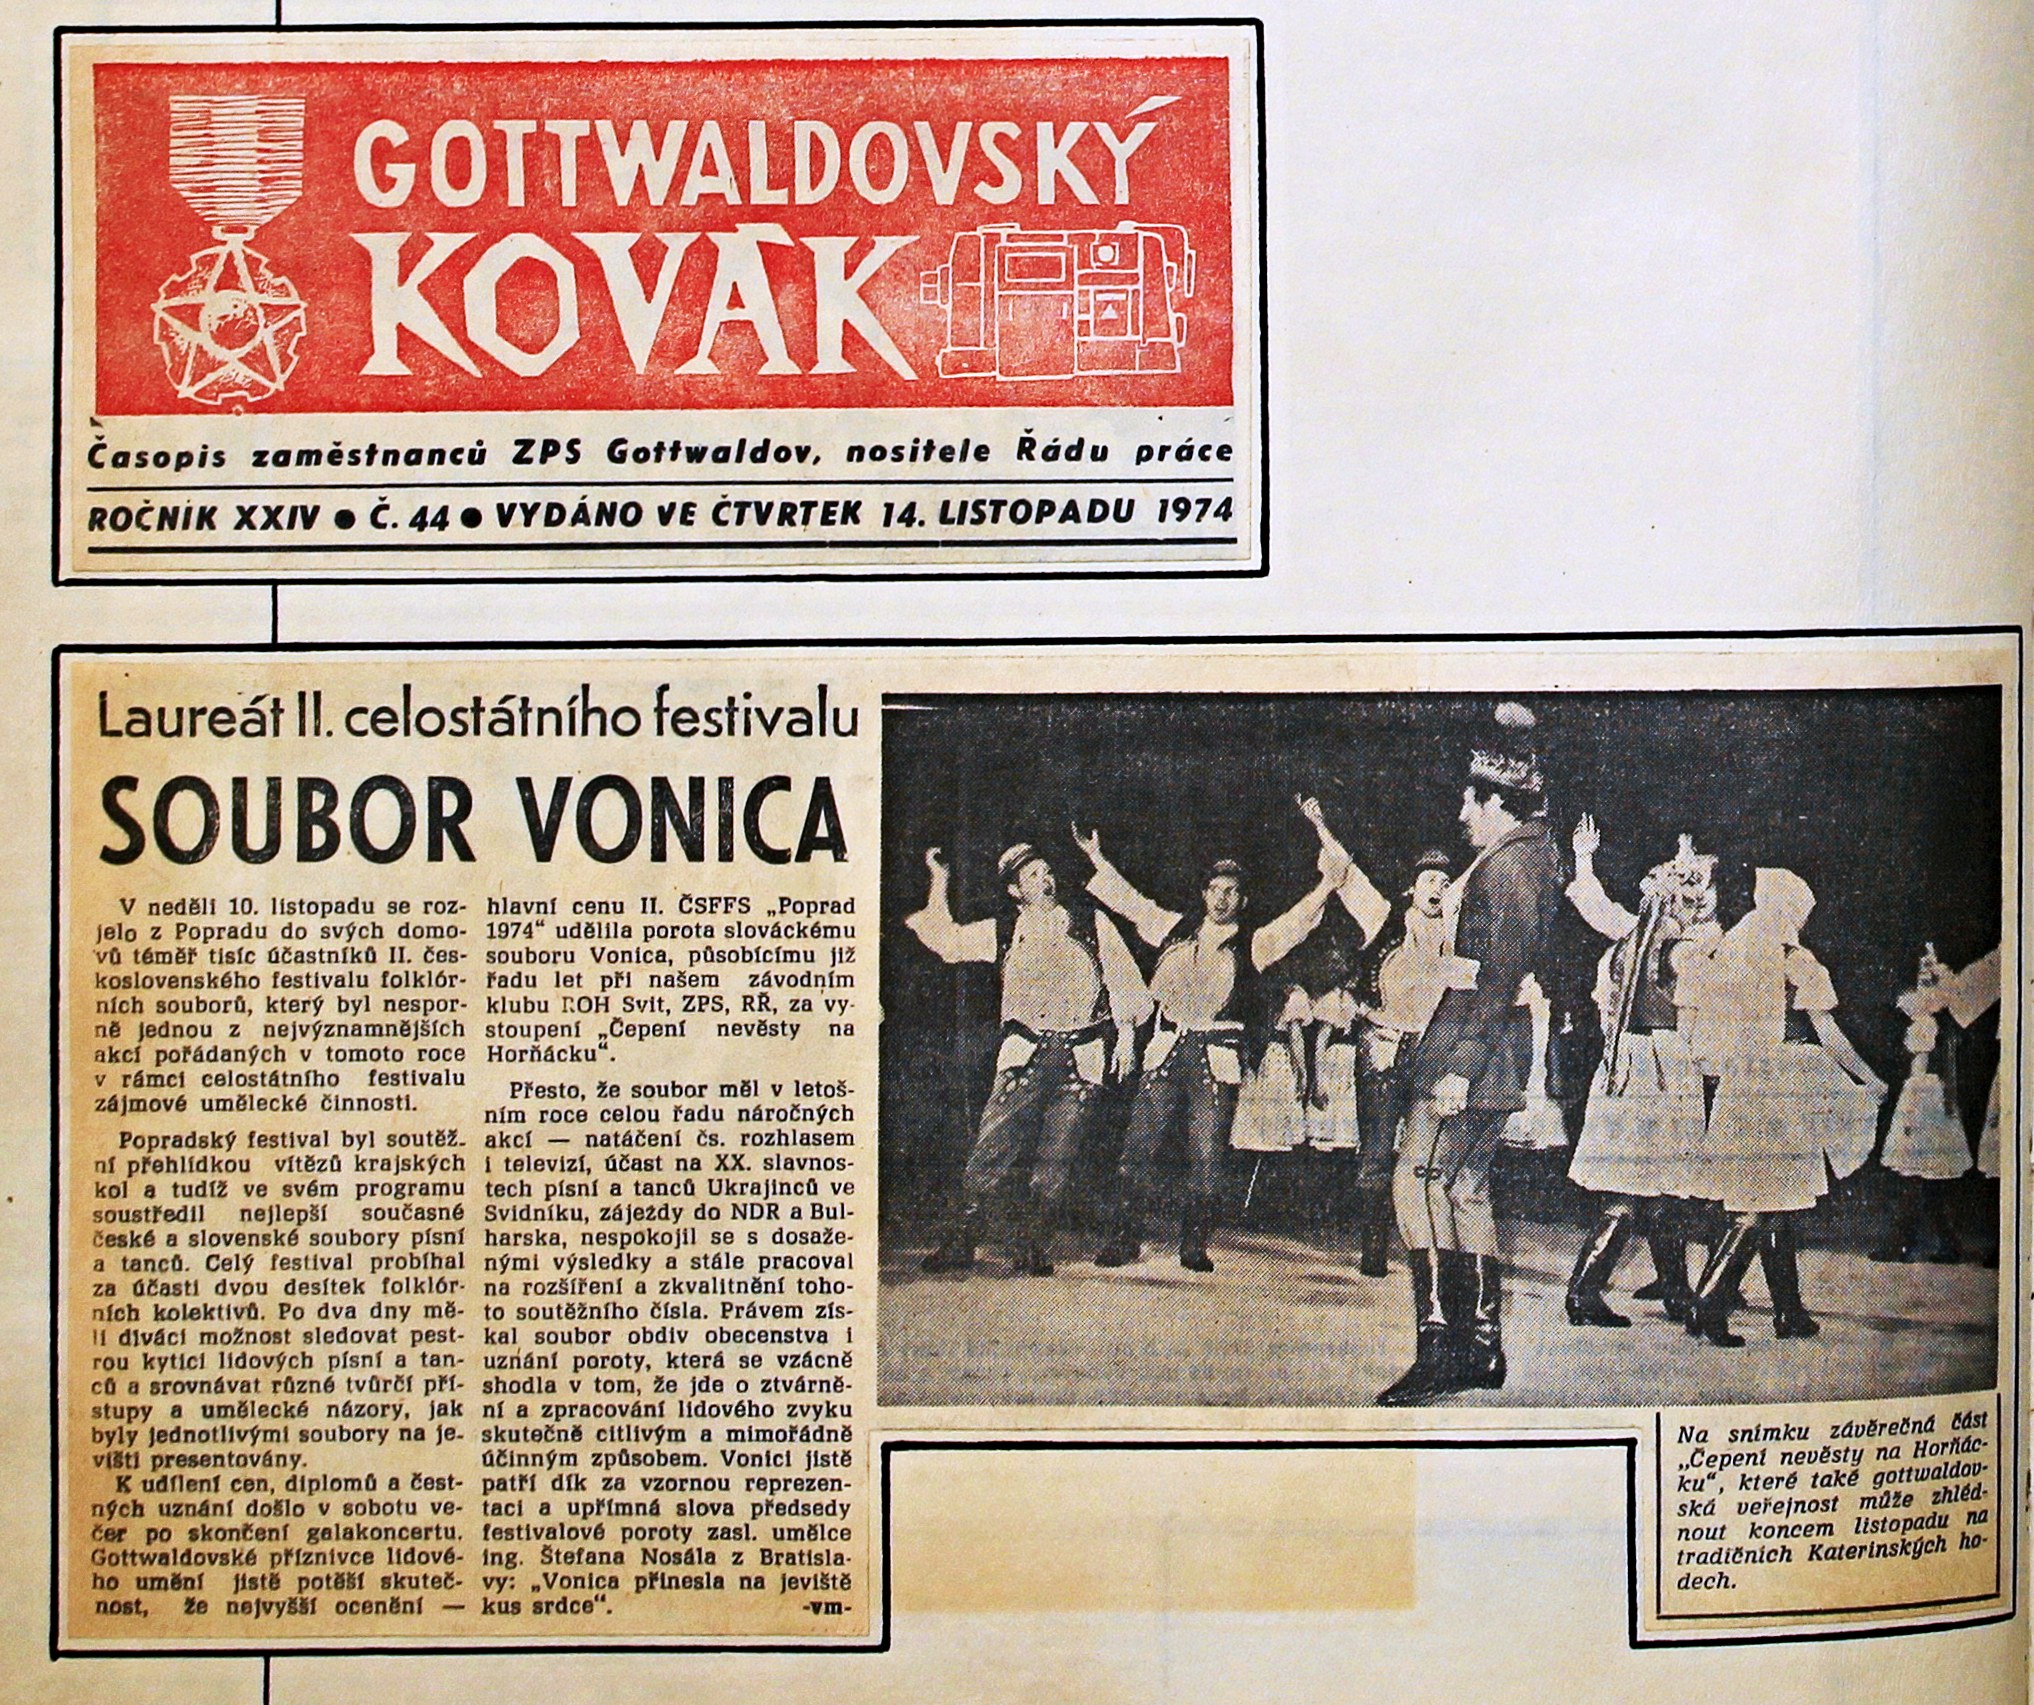 GOTTWALDOVSKÝ
KOVÁK
Časopis zaměstnanců ZPS Gottwaldov, nositele Řádu práce
ROČNÍK XXIV ● Č. 44 ● VYDÁNO VE ČTVRTEK 14. LISTOPADU 1974
Laureát II. celostátního festivalu
SOUBOR VONICA
V neděli 10. listopadu se roz-
jelo z Popradu do svých domo-
vů téměř tisíc účastníků II. čes-
koslovenského festivalu folklór-
ních souborů, který byl nespor-
ně jednou z nejvýznamnějších
akcí pořádaných v tomoto roce
v rámci celostátního festivalu
zájmové umělecké činnosti.
Popradský festival byl soutěž-
ní přehlídkou vítězů krajských
kol a tudíž ve svém programu
soustředil nejlepší současné
české a slovenské soubory písní
a tanců. Celý festival probíhal
za účasti dvou desítek folklór-
ních kolektivů. Po dva dny mě-
li diváci možnost sledovat pest-
rou kytici lidových písní a tan-
ců a srovnávat různé tvůrčí pří-
stupy a umělecké názory, jak
byly jednotlivými soubory na je-
višti presentovány.
K udílení cen, diplomů a čest-
ných uznání došlo v sobotu ve-
čer po skončení galakoncertu.
Gottwaldovské příznivce lidové-
ho umění jistě potěší skuteč-
nost, že nejvyšší ocenění —
hlavní cenu II. ČSFFS „Poprad
1974“ udělila porota slováckému
souboru Vonica, působícímu již
řadu let při našem závodním
klubu ROH Svit, ZPS, RŘ, za vy-
stoupení „Čepení nevěsty na
Horňácku“.
Přesto, že soubor měl v letoš-
ním roce celou řadu náročných
akcí — natáčení čs. rozhlasem
i televizí, účast na XX. slavnos-
tech písní a tanců Ukrajinců ve
Svidníku, zájezdy do NDR a Bul-
harska, nespokojil se s dosaže-
nými výsledky a stále pracoval
na rozšíření a zkvalitnění toho-
to soutěžního čísla. Právem zís-
kal soubor obdiv obecenstva i
uznání poroty, která se vzácně
shodla v tom, že jde o ztvárně-
ní a zpracování lidového zvyku
skutečně citlivým a mimořádně
účinným způsobem. Vonici jistě
patří dík za vzornou reprezen-
taci a upřímná slova předsedy
festivalové poroty zasl. umělce
ing. Štefana Nosála z Bratisla-
vy: „Vonica přinesla na jeviště
kus srdce“. -vm-
Na snímku závěrečná část
„Čepení nevěsty na Horňác-
ku“, které také gottwaldov-
ská veřejnost může zhléd-
nout koncem listopadu na
tradičních Katerinských ho-
dech.